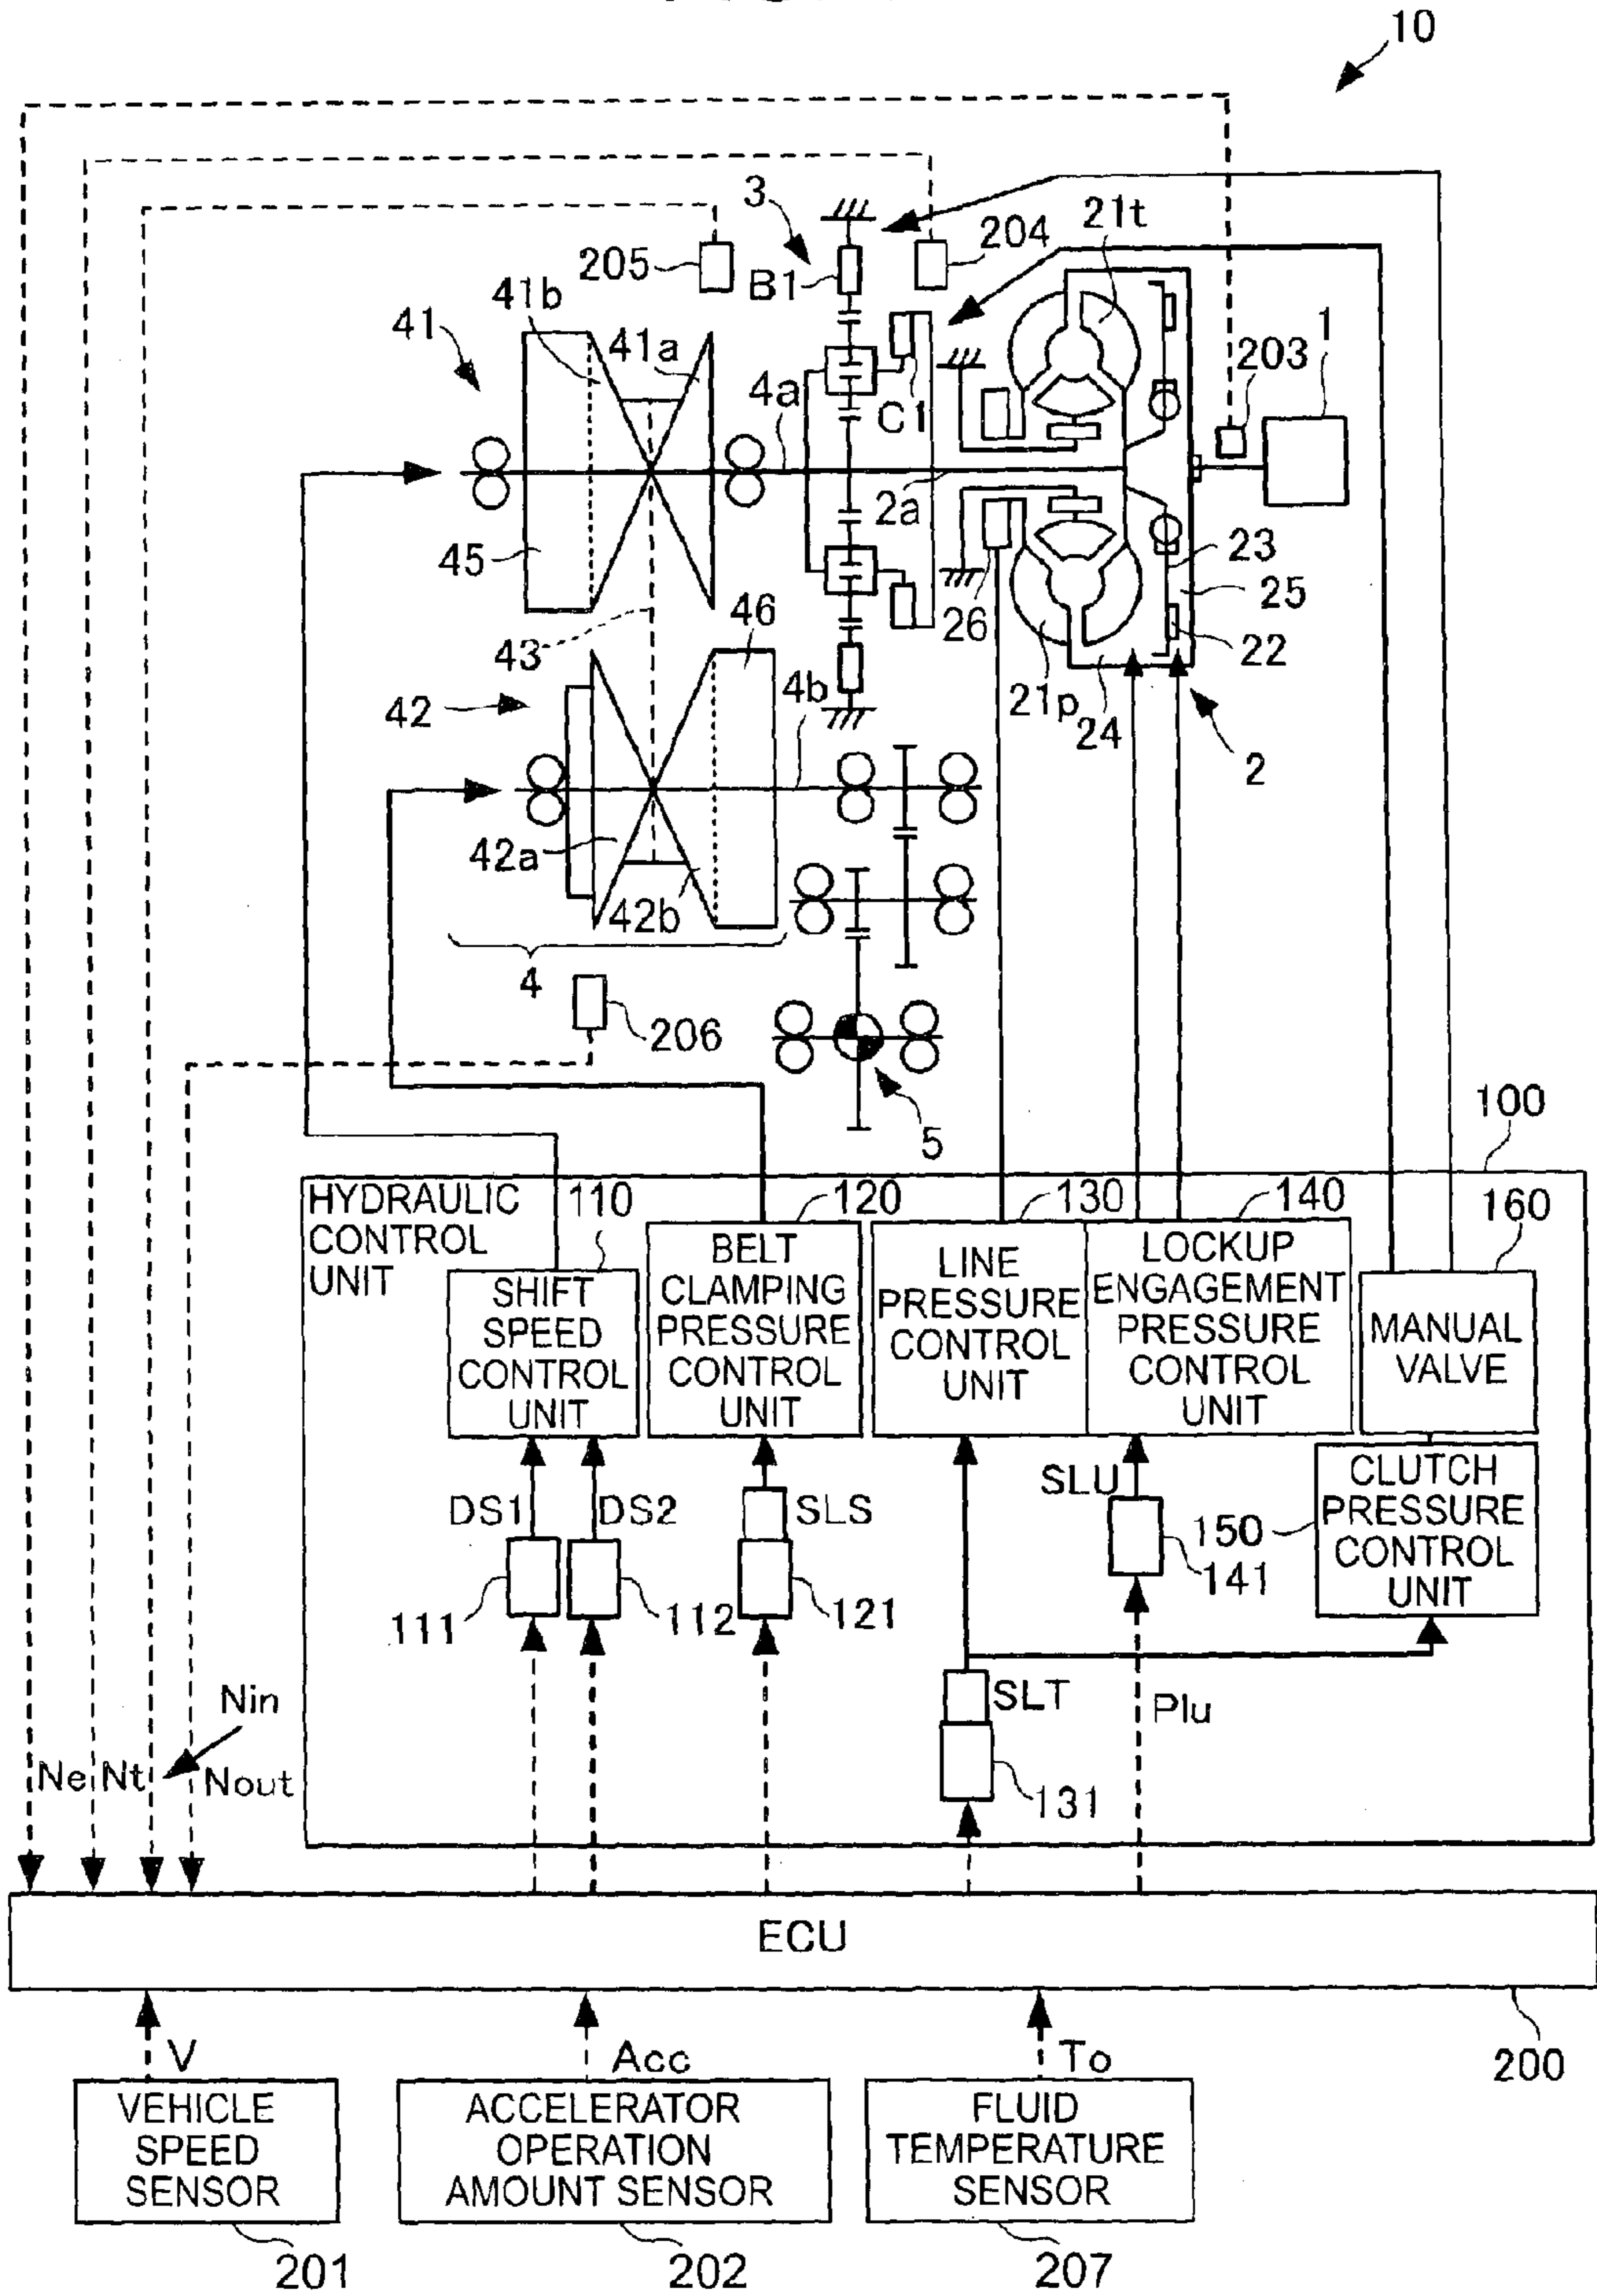 10
3
21t
204
205
B1
41b
203
1
41
41a
4a
C1
2a
45
23
25
26
46
22
43
4b
42
21p
24
2
42a
42b
4
206
5
100
HYDRAULIC
CONTROL
UNIT
110
120
130
140
160
SHIFT
SPEED
CONTROL
UNIT
BELT
CLAMPING
PRESSURE
CONTROL
UNIT
LINE
PRESSURE
CONTROL
UNIT
LOCKUP
ENGAGEMENT
PRESSURE
CONTROL
UNIT
MANUAL
VALVE
CLUTCH
PRESSURE
CONTROL
UNIT
DS1
DS2
SLS
SLU
150
141
111
112
121
SLT
Plu
131
Nin
Ne
Nt
Nout
ECU
200
V
Acc
To
VEHICLE
SPEED
SENSOR
ACCELERATOR
OPERATION
AMOUNT SENSOR
FLUID
TEMPERATURE
SENSOR
201
202
207